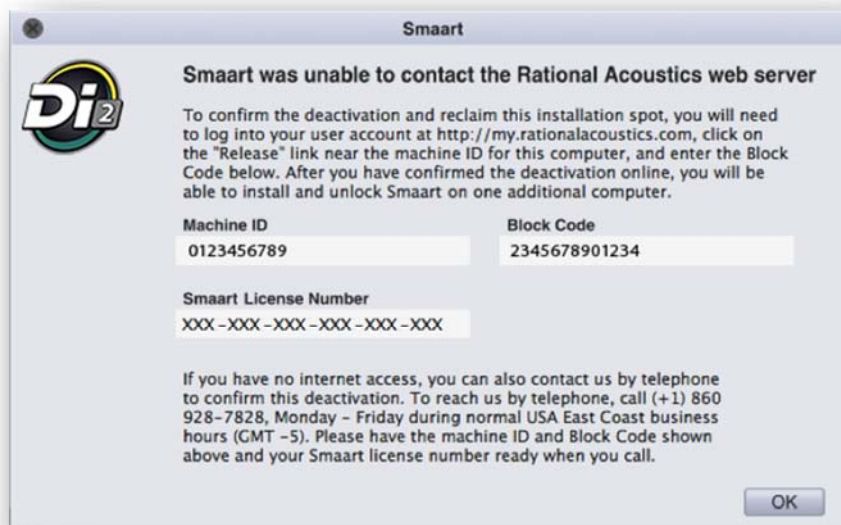 Smaart
Di2
Smaart was unable to contact the Rational Acoustics web server
To confirm the deactivation and reclaim this installation spot, you will need
to log into your user account at http://my.rationalacoustics.com, click on
the "Release" link near the machine ID for this computer, and enter the Block
Code below. After you have confirmed the deactivation online, you will be
able to install and unlock Smaart on one additional computer.
Machine ID
Block Code
0123456789
2345678901234
Smaart License Number
XXX-XXX-XXX-XXX-XXX-XXX
If you have no internet access, you can also contact us by telephone
to confirm this deactivation. To reach us by telephone, call (+1) 860
928-7828, Monday - Friday during normal USA East Coast business
hours (GMT -5). Please have the machine ID and Block Code shown
above and your Smaart license number ready when you call.
OK